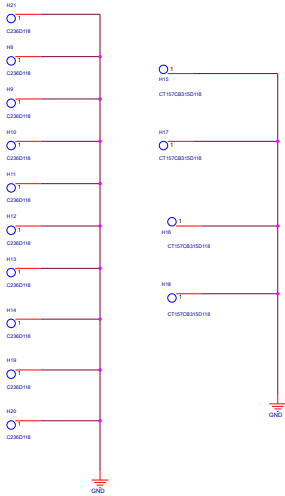 H21
1
C236D118
H8
1
C236D118
H9
1
C236D118
H10
1
C236D118
H11
1
C236D118
H12
1
C236D118
H13
1
C236D118
H14
1
C236D118
H19
1
C236D118
H20
1
C236D118
GND
1
H15
CT157CB315D118
H17
1
CT157CB315D118
1
H16
CT157CB315D118
H18
1
CT157CB315D118
GND